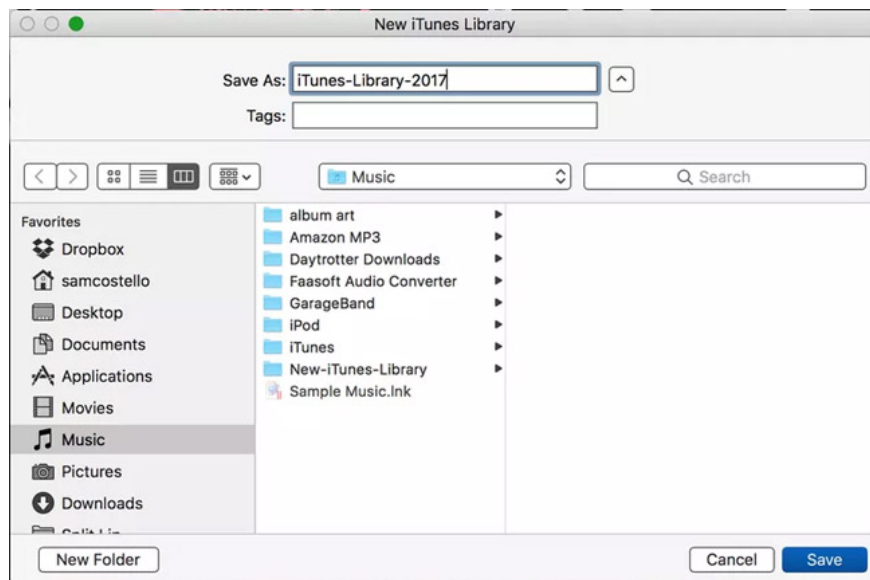 New iTunes Library
Save As: iTunes-Library-2017
Tags:
Music
Search
Favorites
Dropbox
samcostello
Desktop
Documents
Applications
Movies
Music
Pictures
Downloads
album art
Amazon MP3
Daytrotter Downloads
Faasoft Audio Converter
GarageBand
iPod
iTunes
New-iTunes-Library
Sample Music.lnk
New Folder
Cancel
Save